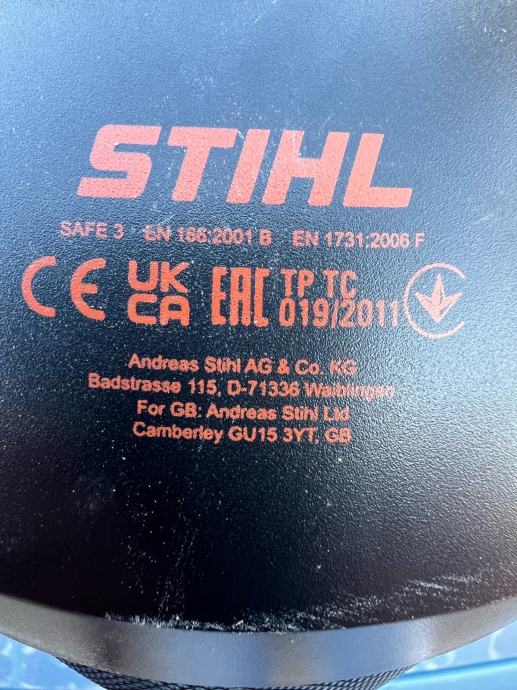 STIHL
SAFE 3 EN 166:2001 B EN 1731:2006 F
CE UK CA EAC TP TC 019/2011
Andreas Stihl AG & Co. KG
Badstrasse 115, D-71336 Waiblingen
For GB: Andreas Stihl Ltd
Camberley GU15 3YT, GB